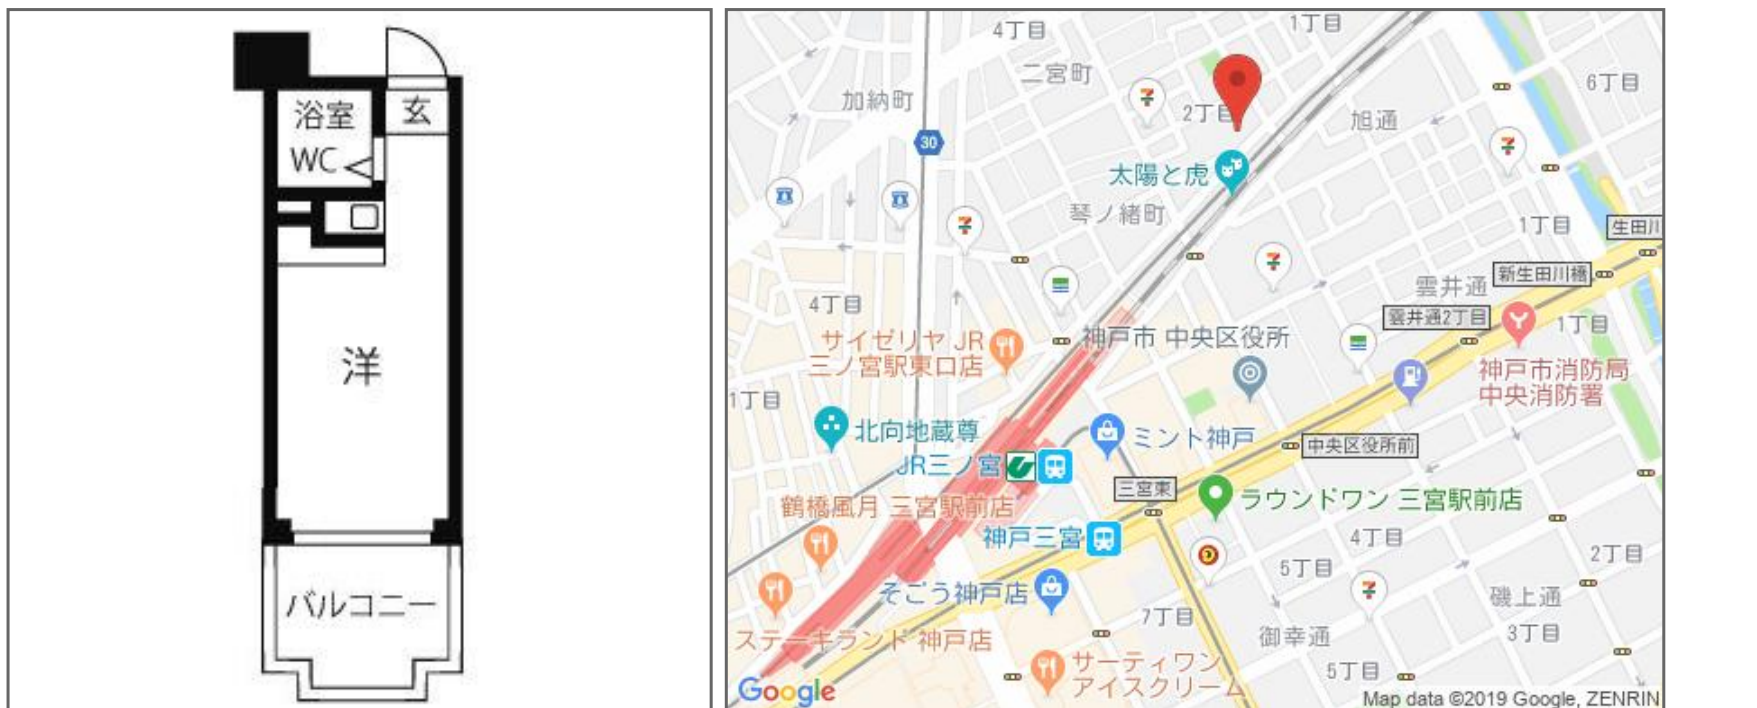 浴室
玄
WC
洋
バルコニー
4丁目
1丁目
二宮町
6丁目
加納町
2丁目
旭通
30
太陽と虎
琴ノ緒町
1丁目
生田川
新生田川橋
雲井通
4丁目
雲井通2丁目
1丁目
サイゼリヤ JR
三ノ宮駅東口店
神戸市 中央区役所
神戸市消防局
中央消防署
1丁目
北向地蔵尊
ミント神戸
中央区役所前
JR三ノ宮
三宮東
鶴橋風月 三宮駅前店
ラウンドワン 三宮駅前店
神戸三宮
4丁目
2丁目
5丁目
そごう神戸店
磯上通
7丁目
御幸通
3丁目
ステーキランド 神戸店
サーティワン
アイスクリーム
5丁目
Google
Map data ©2019 Google, ZENRIN